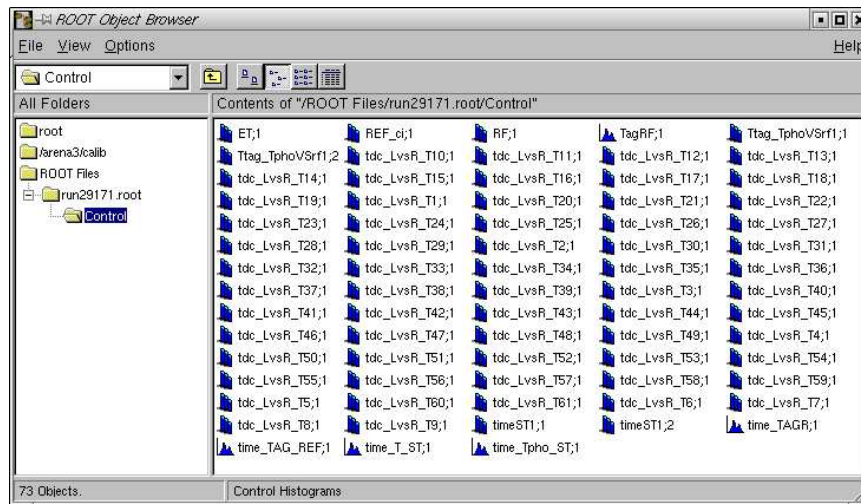 ROOT Object Browser
File View Options Help
Control
All Folders
Contents of "/ROOT Files/run29171.root/Control"
root
/arena3/calib
ROOT Files
run29171.root
Control
ET;1 REF_ci;1 RF;1 TagRF;1 Ttag_TphoVSrf1;1
Ttag_TphoVSrf1;2 tdc_LvsR_T10;1 tdc_LvsR_T11;1 tdc_LvsR_T12;1 tdc_LvsR_T13;1
tdc_LvsR_T14;1 tdc_LvsR_T15;1 tdc_LvsR_T16;1 tdc_LvsR_T17;1 tdc_LvsR_T18;1
tdc_LvsR_T19;1 tdc_LvsR_T1;1 tdc_LvsR_T20;1 tdc_LvsR_T21;1 tdc_LvsR_T22;1
tdc_LvsR_T23;1 tdc_LvsR_T24;1 tdc_LvsR_T25;1 tdc_LvsR_T26;1 tdc_LvsR_T27;1
tdc_LvsR_T28;1 tdc_LvsR_T29;1 tdc_LvsR_T2;1 tdc_LvsR_T30;1 tdc_LvsR_T31;1
tdc_LvsR_T32;1 tdc_LvsR_T33;1 tdc_LvsR_T34;1 tdc_LvsR_T35;1 tdc_LvsR_T36;1
tdc_LvsR_T37;1 tdc_LvsR_T38;1 tdc_LvsR_T39;1 tdc_LvsR_T3;1 tdc_LvsR_T40;1
tdc_LvsR_T41;1 tdc_LvsR_T42;1 tdc_LvsR_T43;1 tdc_LvsR_T44;1 tdc_LvsR_T45;1
tdc_LvsR_T46;1 tdc_LvsR_T47;1 tdc_LvsR_T48;1 tdc_LvsR_T49;1 tdc_LvsR_T4;1
tdc_LvsR_T50;1 tdc_LvsR_T51;1 tdc_LvsR_T52;1 tdc_LvsR_T53;1 tdc_LvsR_T54;1
tdc_LvsR_T55;1 tdc_LvsR_T56;1 tdc_LvsR_T57;1 tdc_LvsR_T58;1 tdc_LvsR_T59;1
tdc_LvsR_T5;1 tdc_LvsR_T60;1 tdc_LvsR_T61;1 tdc_LvsR_T6;1 tdc_LvsR_T7;1
tdc_LvsR_T8;1 tdc_LvsR_T9;1 timeST1;1 timeST1;2 time_TAGR;1
time_TAG_REF;1 time_T_ST;1 time_Tpho_ST;1
73 Objects. Control Histograms